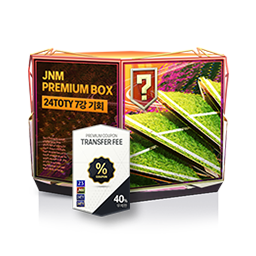 JNM
PREMIUM BOX
24TOTY 7강 기회
?
PREMIUM COUPON
TRANSFER FEE
%
40%